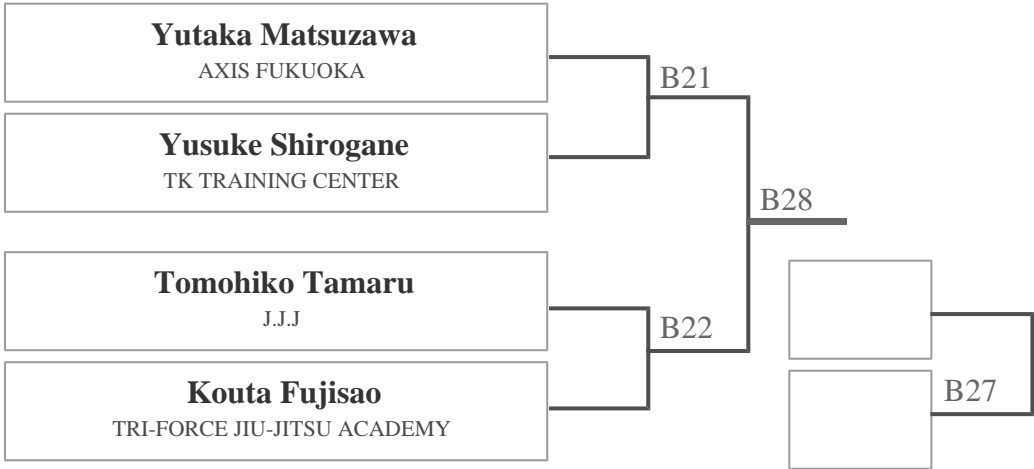 Yutaka Matsuzawa
AXIS FUKUOKA
B21
Yusuke Shirogane
TK TRAINING CENTER
B28
Tomohiko Tamaru
J.J.J
B22
Kouta Fujisao
TRI-FORCE JIU-JITSU ACADEMY
B27